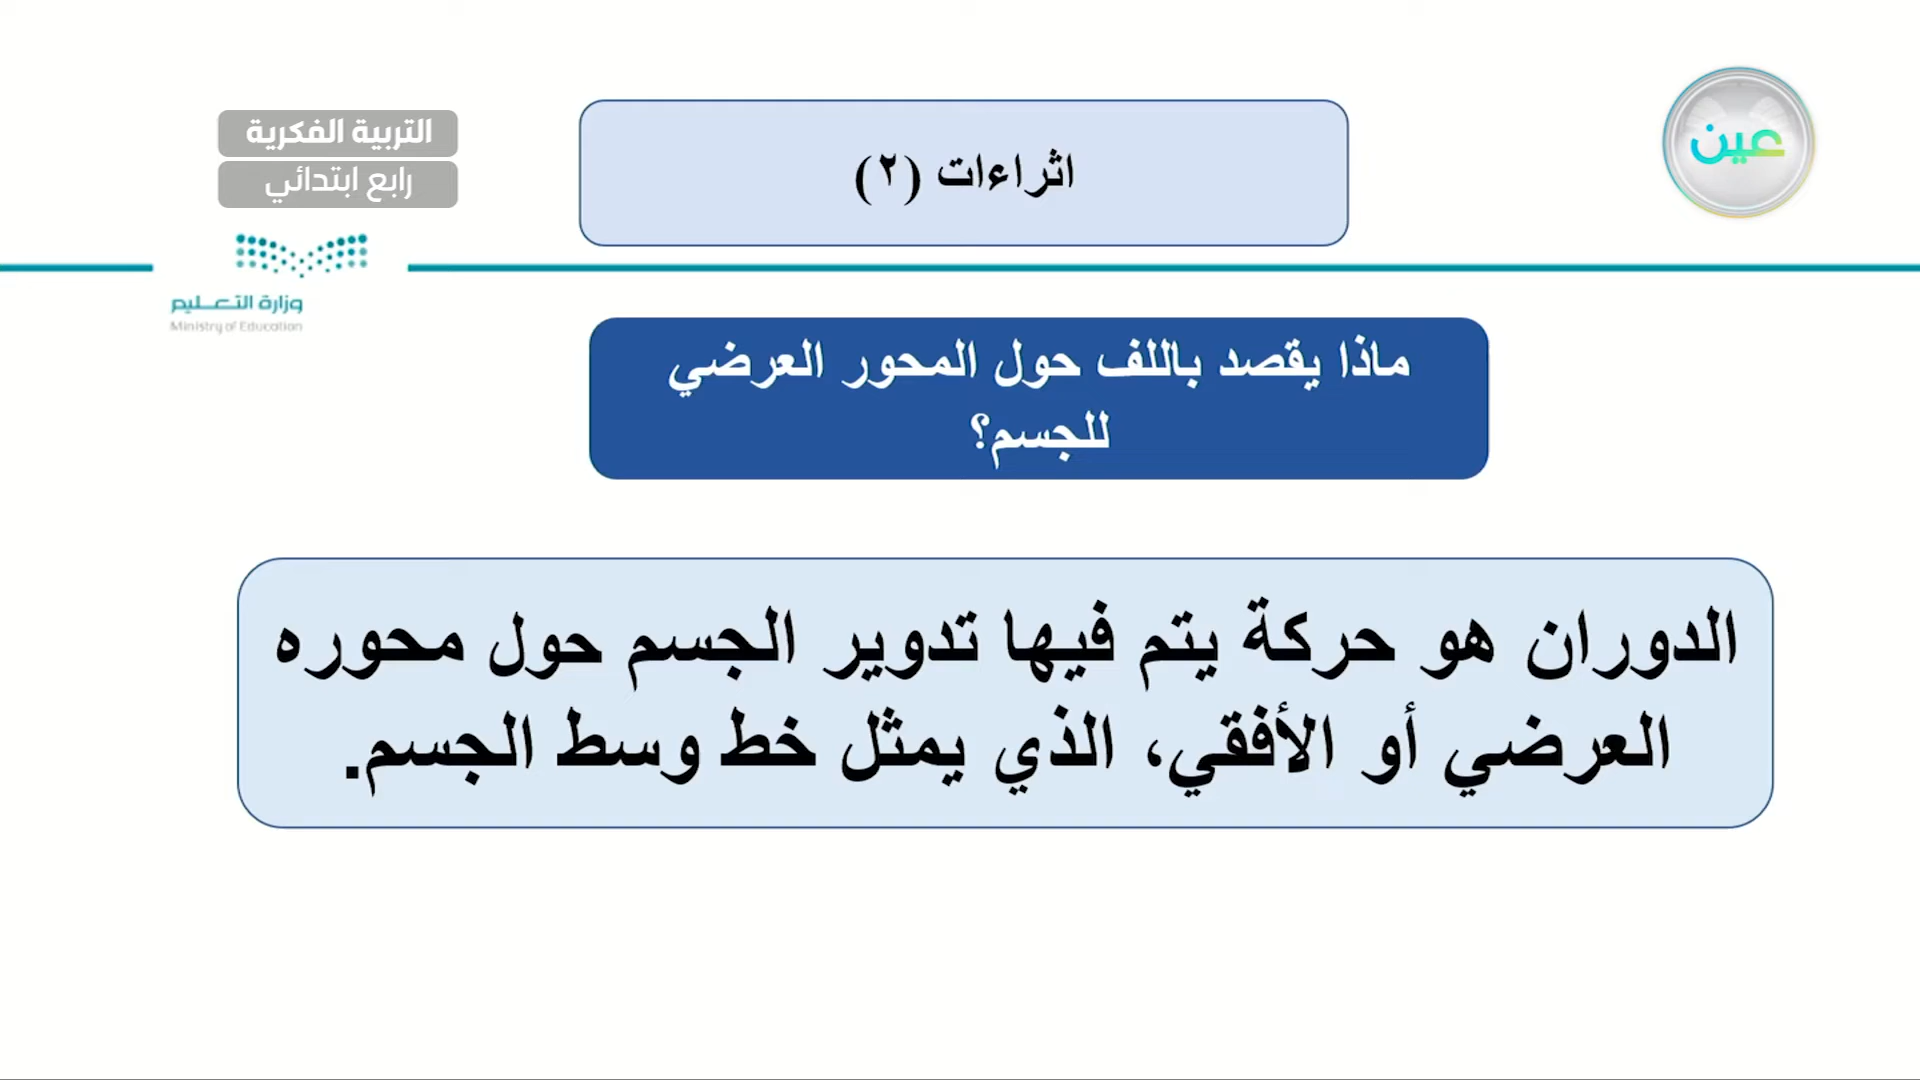 عين
اثراءات (٢)
التربية الفكرية
رابع ابتدائي
وزارة التعليم
Ministry of Education
ماذا يقصد باللف حول المحور العرضي
للجسم؟
الدوران هو حركة يتم فيها تدوير الجسم حول محوره
العرضي أو الأفقي، الذي يمثل خط وسط الجسم.